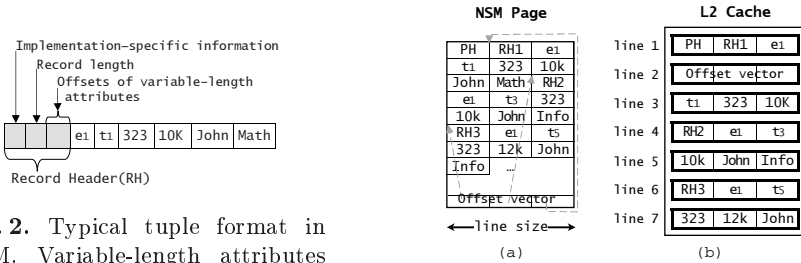 Implementation-specific information
Record length
Offsets of variable-length
attributes
e1 t1 323 10K John Math
Record Header(RH)
. 2. Typical tuple format in
M. Variable-length attributes
NSM Page
PH RH1 e1
t1 323 10k
John Math RH2
e1 t3 323
10k John Info
RH3 e1 t5
323 12k John
Info …
Offset vector
line size
(a)
L2 Cache
line 1 PH RH1 e1
line 2 Offset vector
line 3 t1 323 10K
line 4 RH2 e1 t3
line 5 10k John Info
line 6 RH3 e1 t5
line 7 323 12k John
(b)